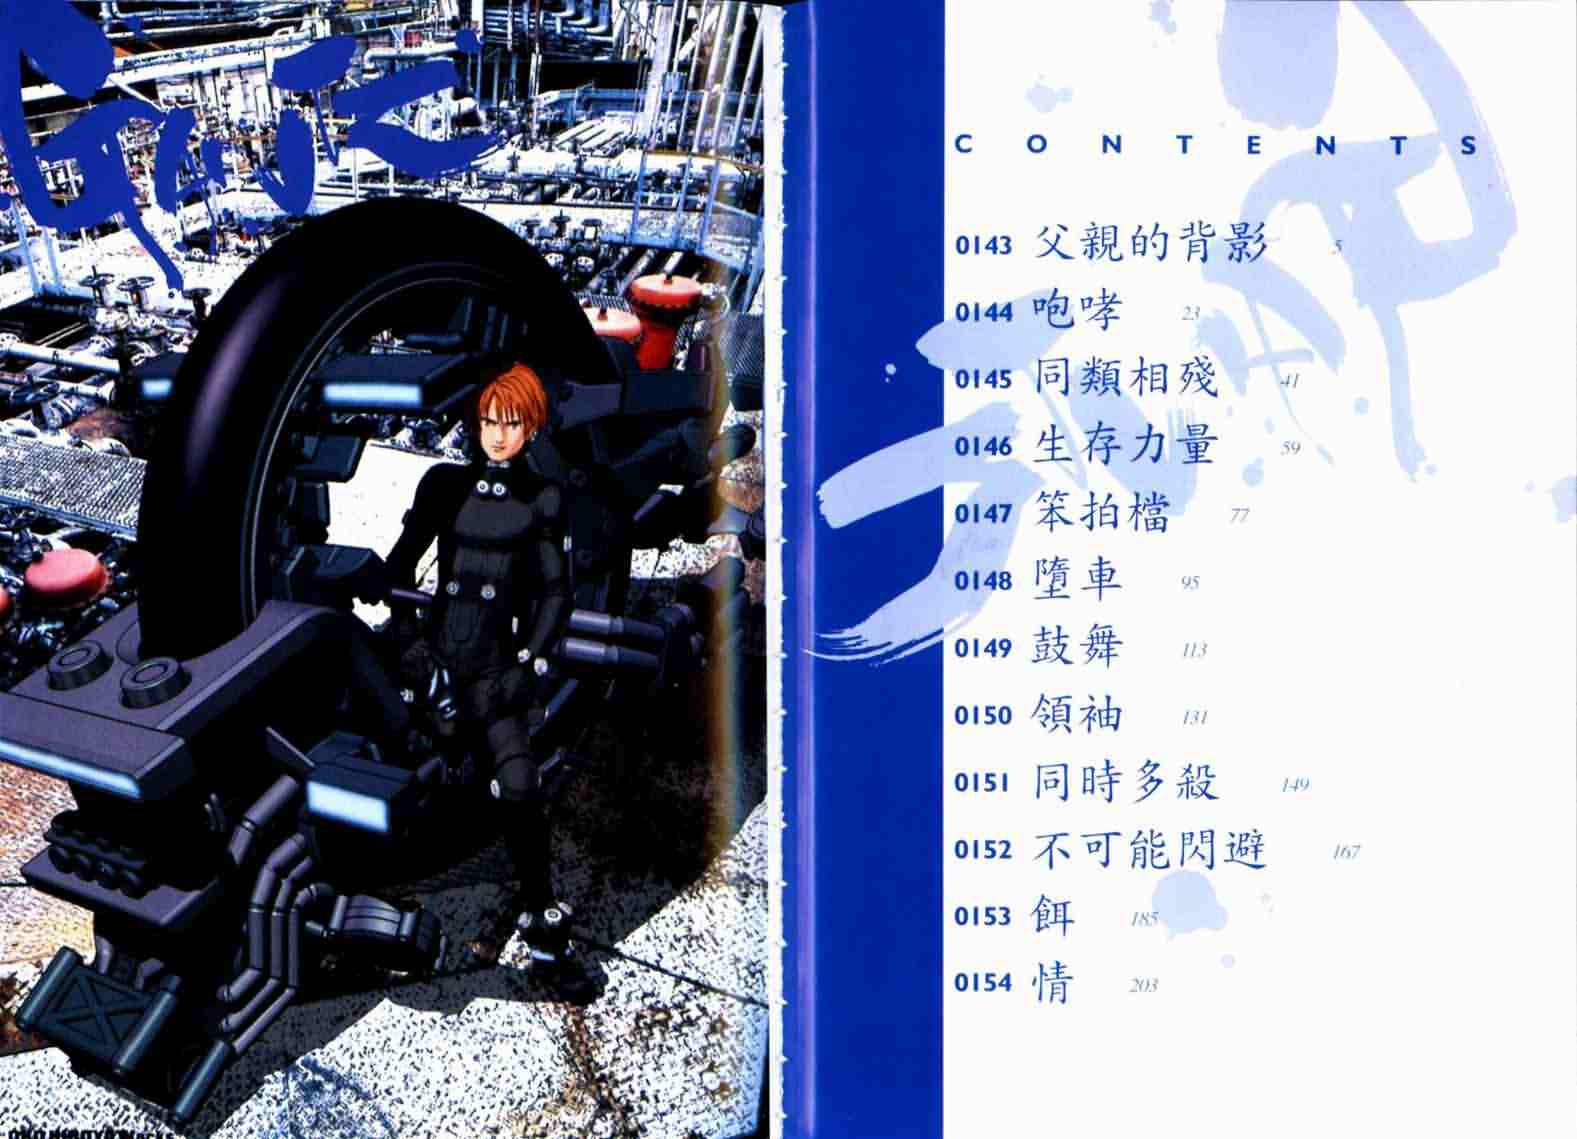 GANTZ
CONTENTS
0143 父親的背影 5
0144 咆哮 23
0145 同類相殘 41
0146 生存力量 59
0147 笨拍檔 77
0148 墮車 95
0149 鼓舞 113
0150 領袖 131
0151 同時多殺 149
0152 不可能閃避 167
0153 餌 185
0154 情 203